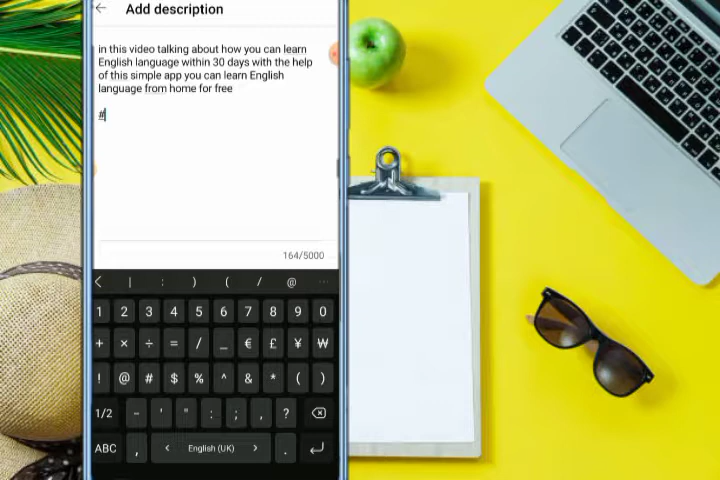 Add description
in this video talking about how you can learn
English language within 30 days with the help
of this simple app you can learn English
language from home for free
#
164/5000
| : ) ( / @ ...
1 2 3 4 5 6 7 8 9 0
+ × ÷ = / _ € £ ¥ ₩
! @ # $ % ^ & * ( )
1/2 - ' " : ; , ?
ABC , English (UK) .